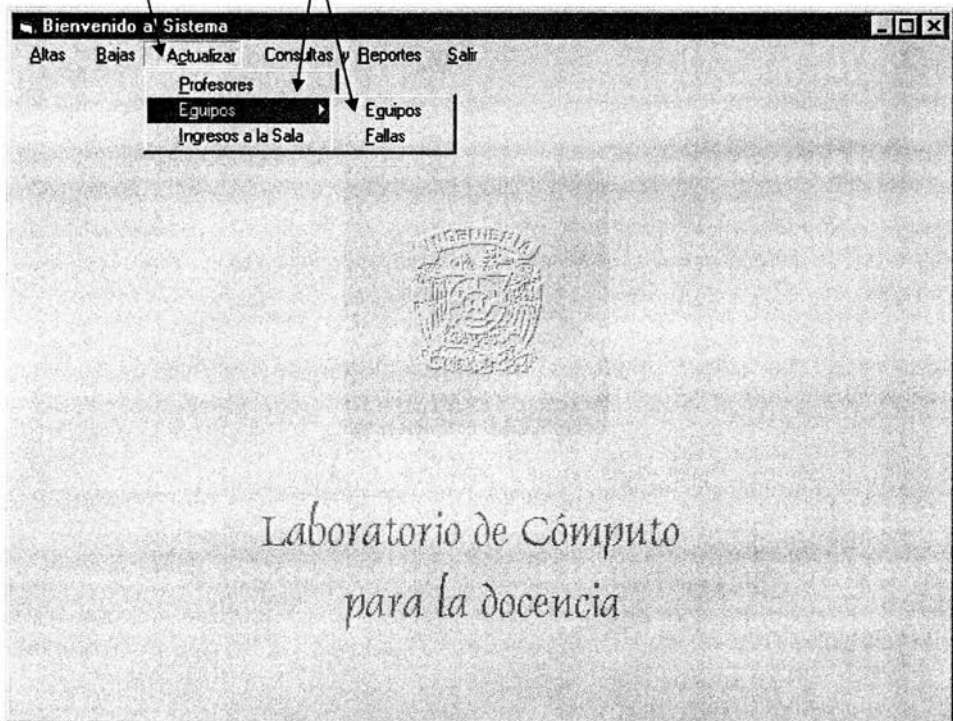 Bienvenido al Sistema
Altas Bajas Actualizar Consultas y Reportes Salir
Profesores
Equipos Equipos
Ingresos a la Sala Fallas
INGENIERIA
Laboratorio de Cómputo
para la docencia